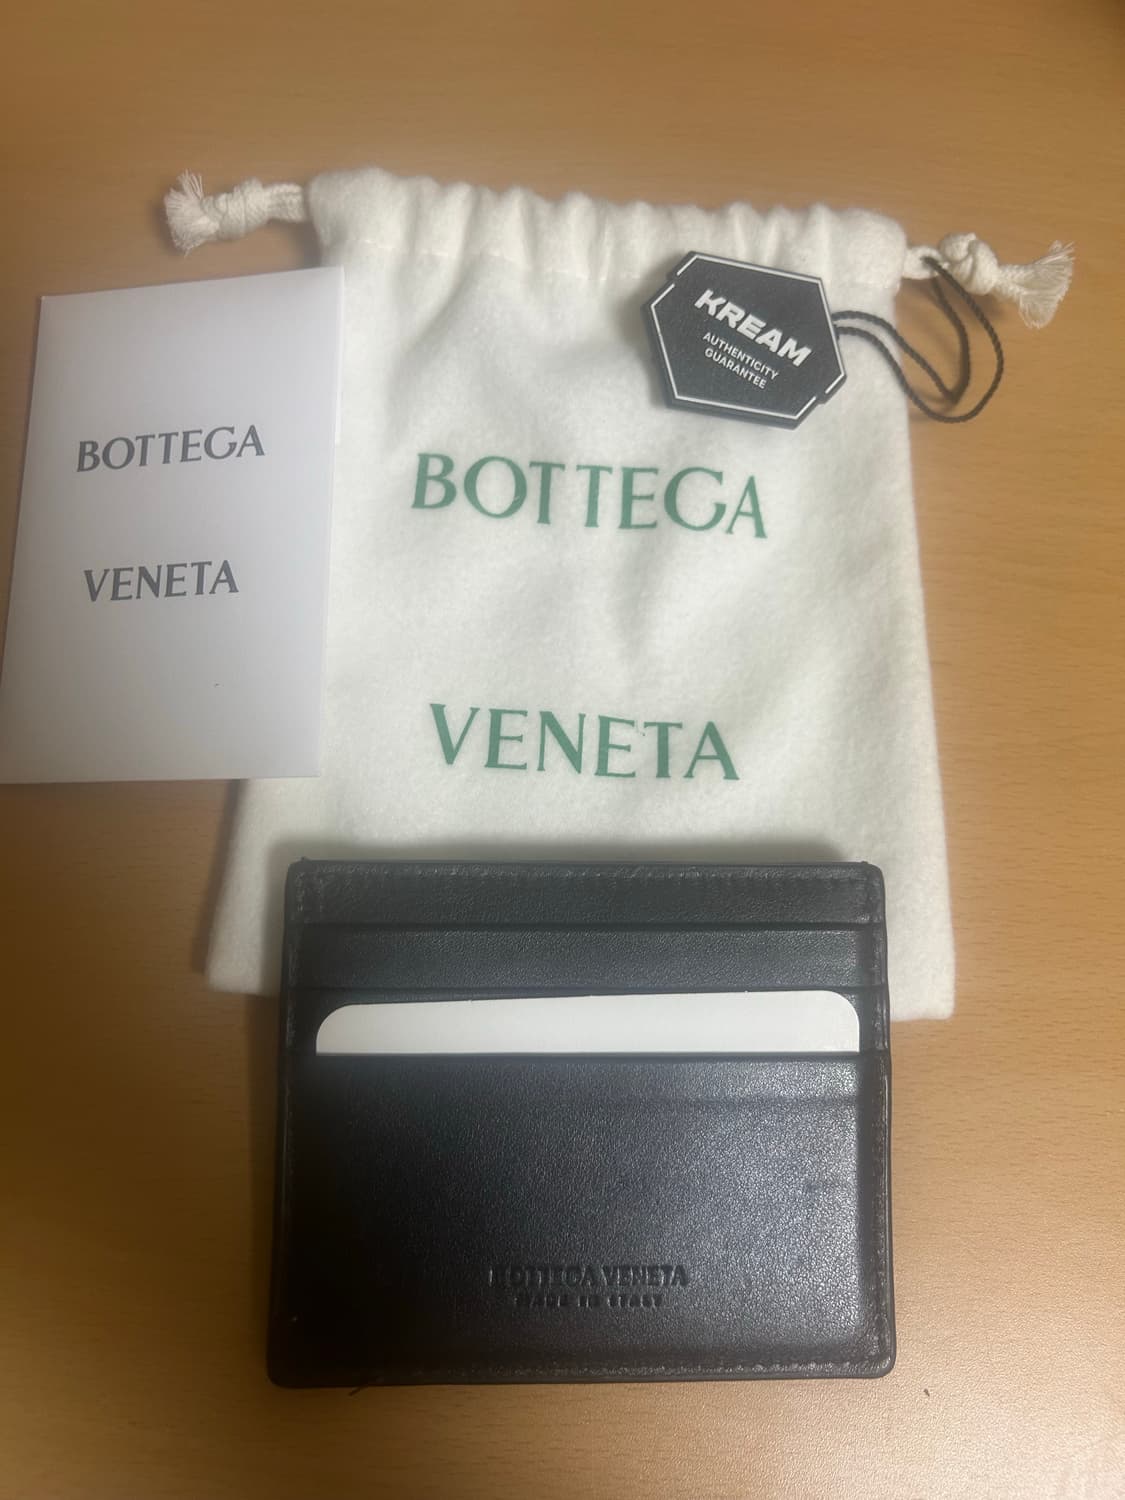 BOTTEGA
VENETA
KREAM
AUTHENTICITY
GUARANTEE
BOTTEGA
VENETA
BOTTEGA VENETA
MADE IN ITALY